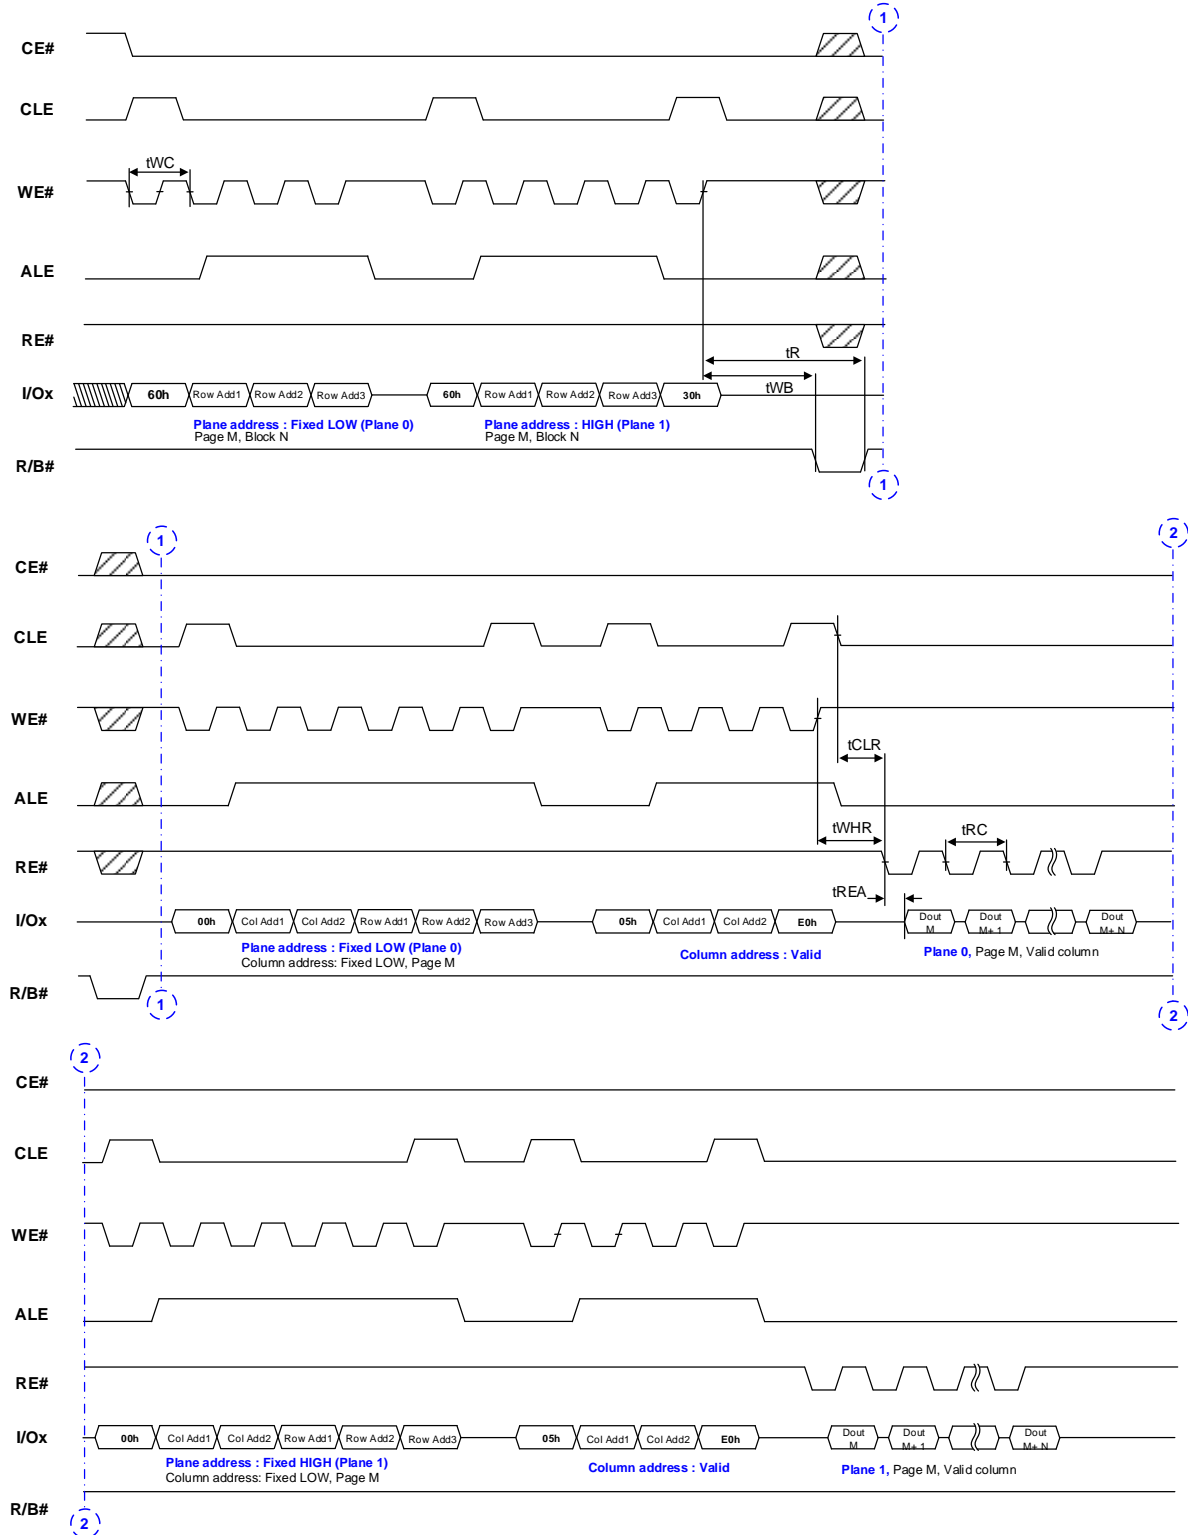 1
CE#
CLE
tWC
WE#
ALE
RE#
tR
tWB
I/Ox 60h Row Add1 Row Add2 Row Add3 60h Row Add1 Row Add2 Row Add3 30h
Plane address : Fixed LOW (Plane 0) Plane address : HIGH (Plane 1)
Page M, Block N Page M, Block N
R/B#
1
1 2
CE#
CLE
WE#
tCLR
ALE
tWHR tRC
RE#
tREA
I/Ox 00h Col Add1 Col Add2 Row Add1 Row Add2 Row Add3 05h Col Add1 Col Add2 E0h Dout M Dout M+ 1 Dout M+ N
Plane address : Fixed LOW (Plane 0) Column address : Valid Plane 0, Page M, Valid column
Column address: Fixed LOW, Page M
R/B#
1 2
2
CE#
CLE
WE#
ALE
RE#
I/Ox 00h Col Add1 Col Add2 Row Add1 Row Add2 Row Add3 05h Col Add1 Col Add2 E0h Dout M Dout M+ 1 Dout M+ N
Plane address : Fixed HIGH (Plane 1) Column address : Valid Plane 1, Page M, Valid column
Column address: Fixed LOW, Page M
R/B#
2